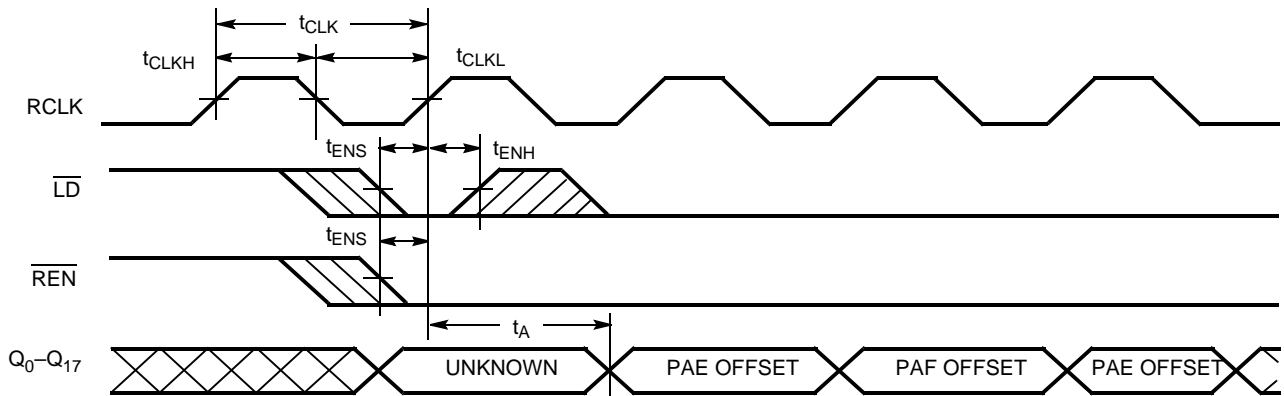 tCLK
tCLKH
tCLKL
RCLK
tENS
tENH
LD
tENS
REN
tA
Q0–Q17
UNKNOWN
PAE OFFSET
PAF OFFSET
PAE OFFSET